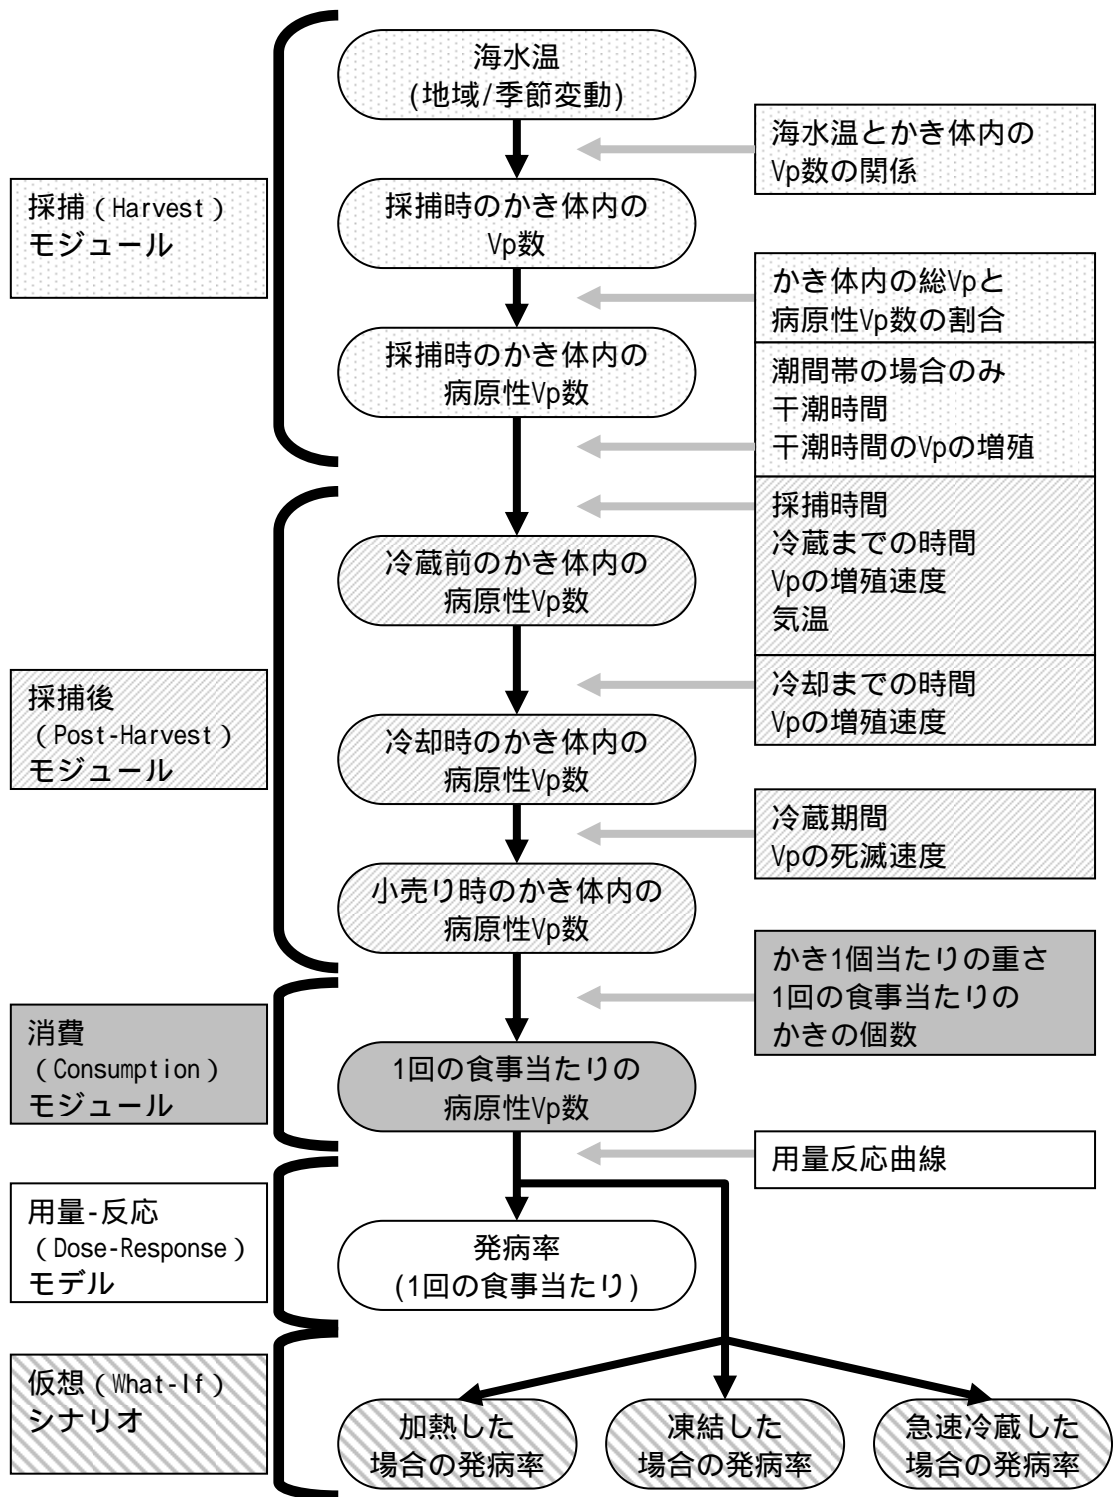 海水温
(地域/季節変動)
海水温とかき体内の
Vp数の関係
採捕（Harvest）
モジュール
採捕時のかき体内の
Vp数
かき体内の総Vpと
病原性Vp数の割合
採捕時のかき体内の
病原性Vp数
潮間帯の場合のみ
干潮時間
干潮時間のVpの増殖
採捕時間
冷蔵までの時間
Vpの増殖速度
気温
冷蔵前のかき体内の
病原性Vp数
採捕後
（Post-Harvest）
モジュール
冷却までの時間
Vpの増殖速度
冷却時のかき体内の
病原性Vp数
冷蔵期間
Vpの死滅速度
小売り時のかき体内の
病原性Vp数
かき1個当たりの重さ
1回の食事当たりの
かきの個数
消費
（Consumption）
モジュール
1回の食事当たりの
病原性Vp数
用量反応曲線
用量-反応
（Dose-Response）
モデル
発病率
(1回の食事当たり)
仮想（What-If）
シナリオ
加熱した
場合の発病率
凍結した
場合の発病率
急速冷蔵した
場合の発病率